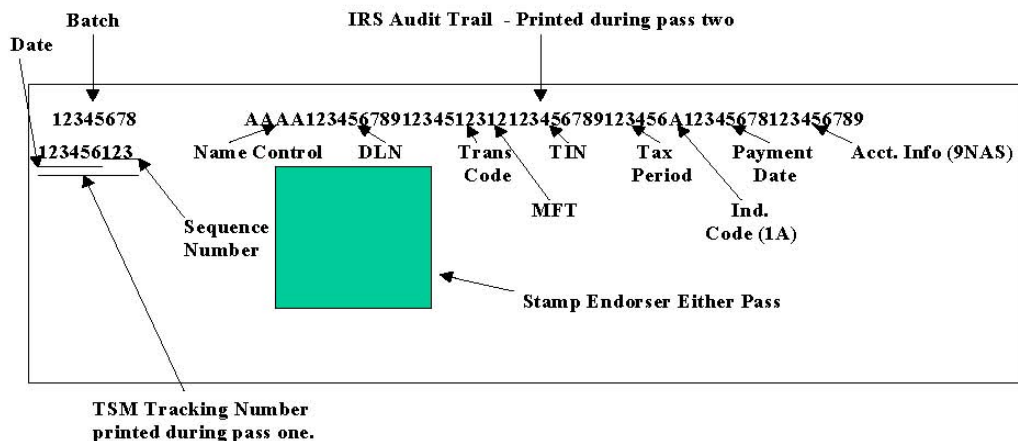 Batch
IRS Audit Trail - Printed during pass two
Date
12345678
AAAA1234567891234512312123456789123456A12345678123456789
123456123
Name Control
DLN
Trans
Code
TIN
Tax
Period
Payment
Date
Acct. Info (9NAS)
MFT
Ind.
Code (1A)
Sequence
Number
Stamp Endorser Either Pass
TSM Tracking Number
printed during pass one.